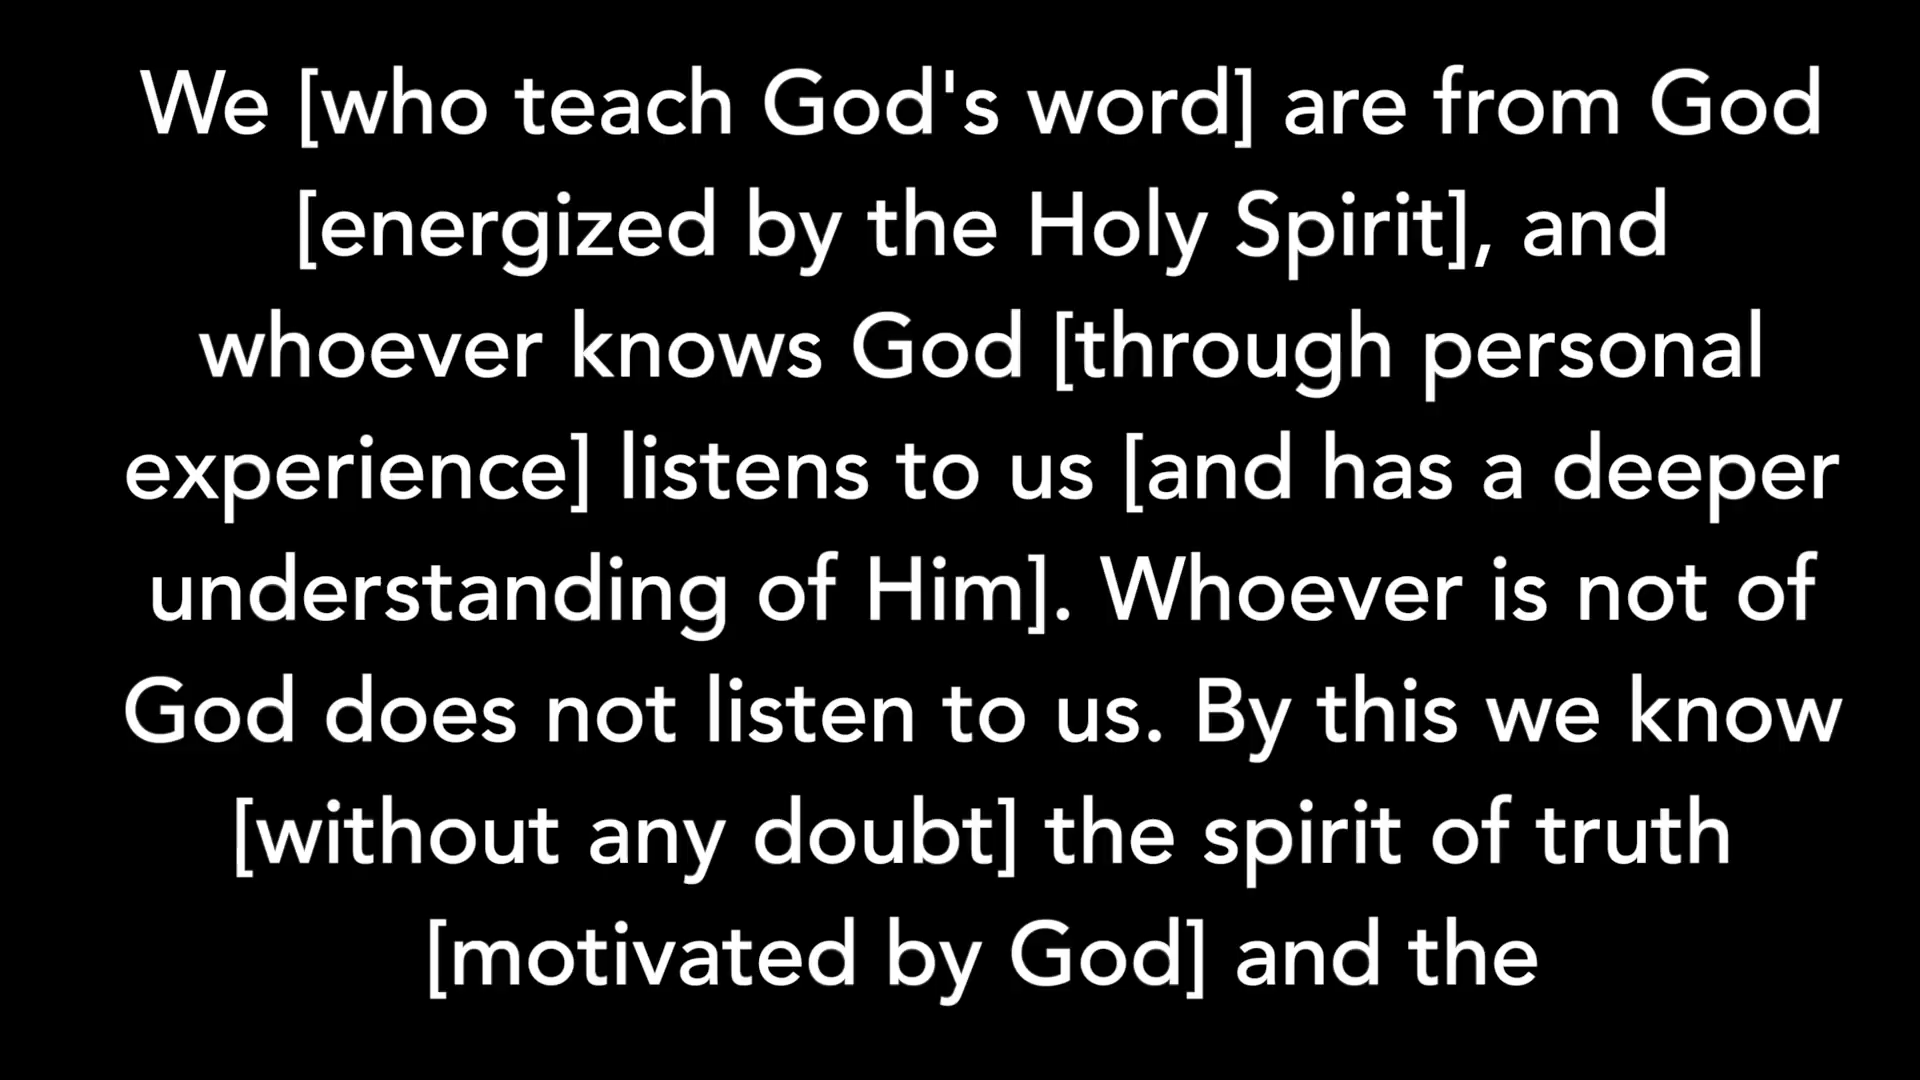 We [who teach God's word] are from God
[energized by the Holy Spirit], and
whoever knows God [through personal
experience] listens to us [and has a deeper
understanding of Him]. Whoever is not of
God does not listen to us. By this we know
[without any doubt] the spirit of truth
[motivated by God] and the